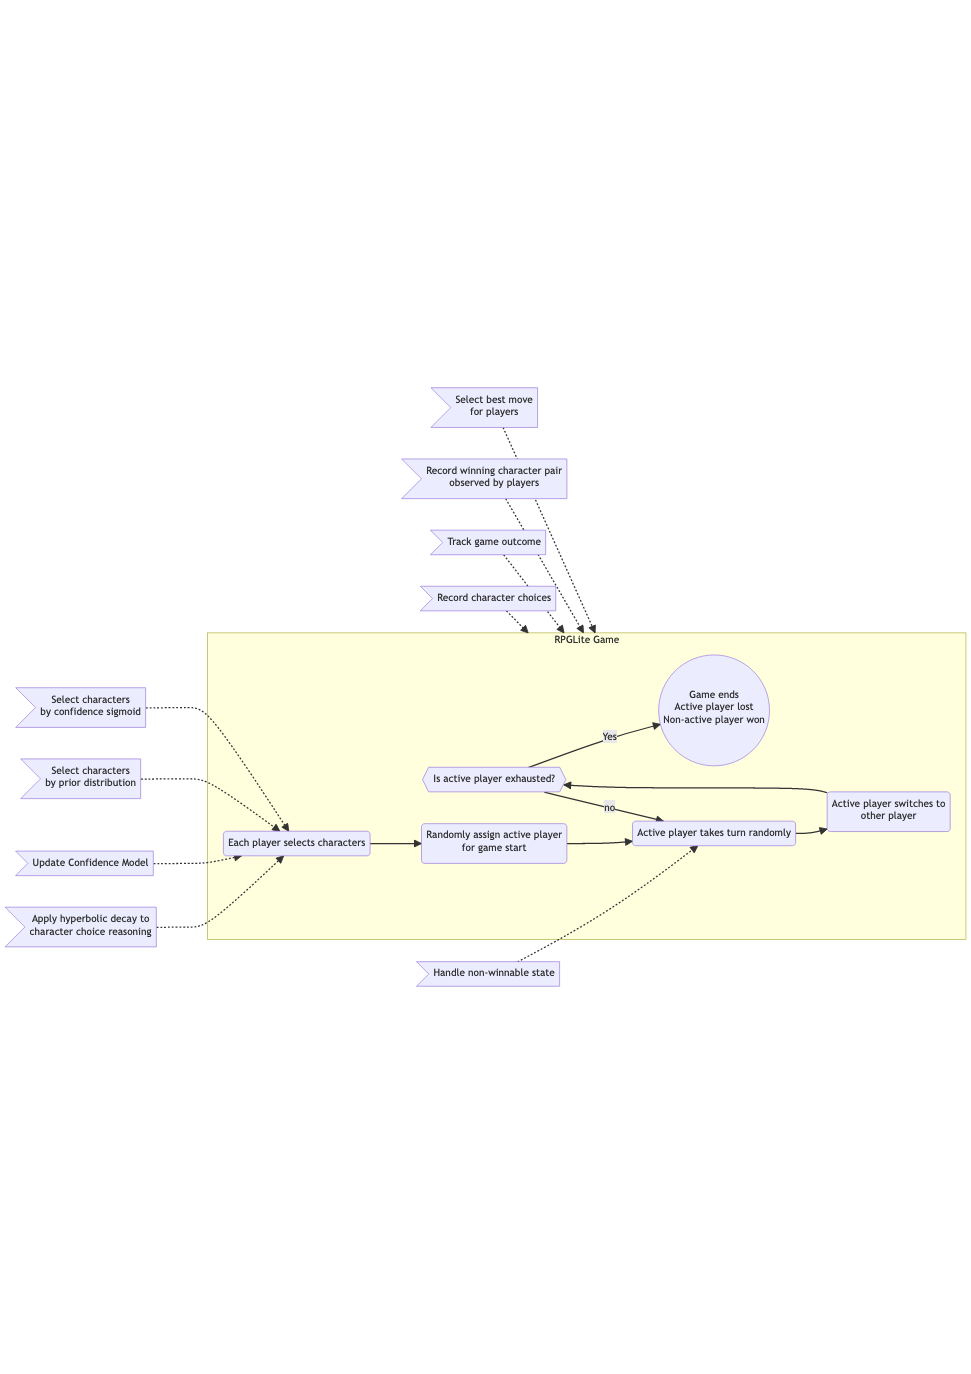 Select best move
for players
Record winning character pair
observed by players
Track game outcome
Record character choices
RPGLite Game
Select characters
by confidence sigmoid
Select characters
by prior distribution
Update Confidence Model
Apply hyperbolic decay to
character choice reasoning
Each player selects characters
Randomly assign active player
for game start
Is active player exhausted?
Yes
no
Game ends
Active player lost
Non-active player won
Active player takes turn randomly
Active player switches to
other player
Handle non-winnable state